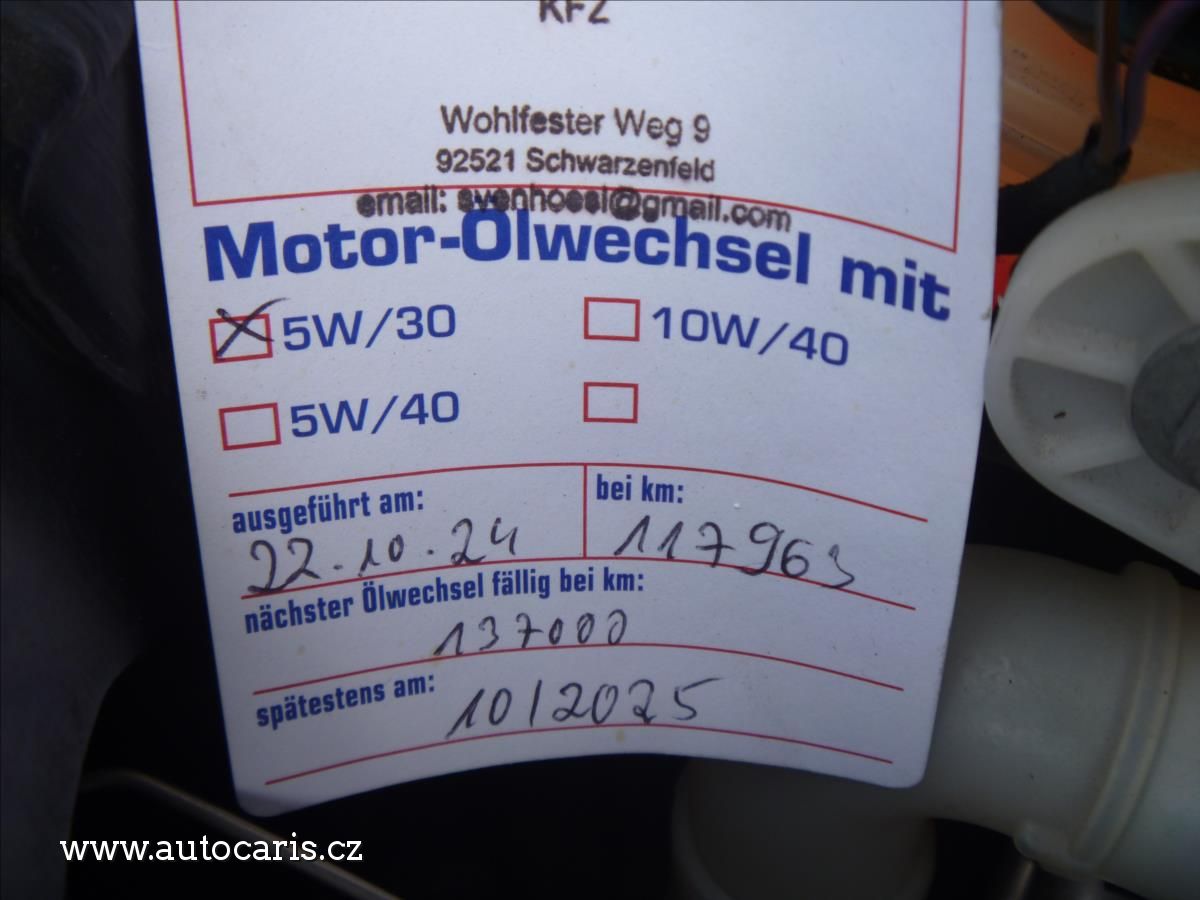 KFZ
Wohlfester Weg 9
92521 Schwarzenfeld
email: svenhoesl@gmail.com
Motor-Ölwechsel mit
5W/30 10W/40
5W/40
ausgeführt am: bei km:
22.10.24 117963
nächster Ölwechsel fällig bei km:
137000
spätestens am: 10/2025
www.autocaris.cz